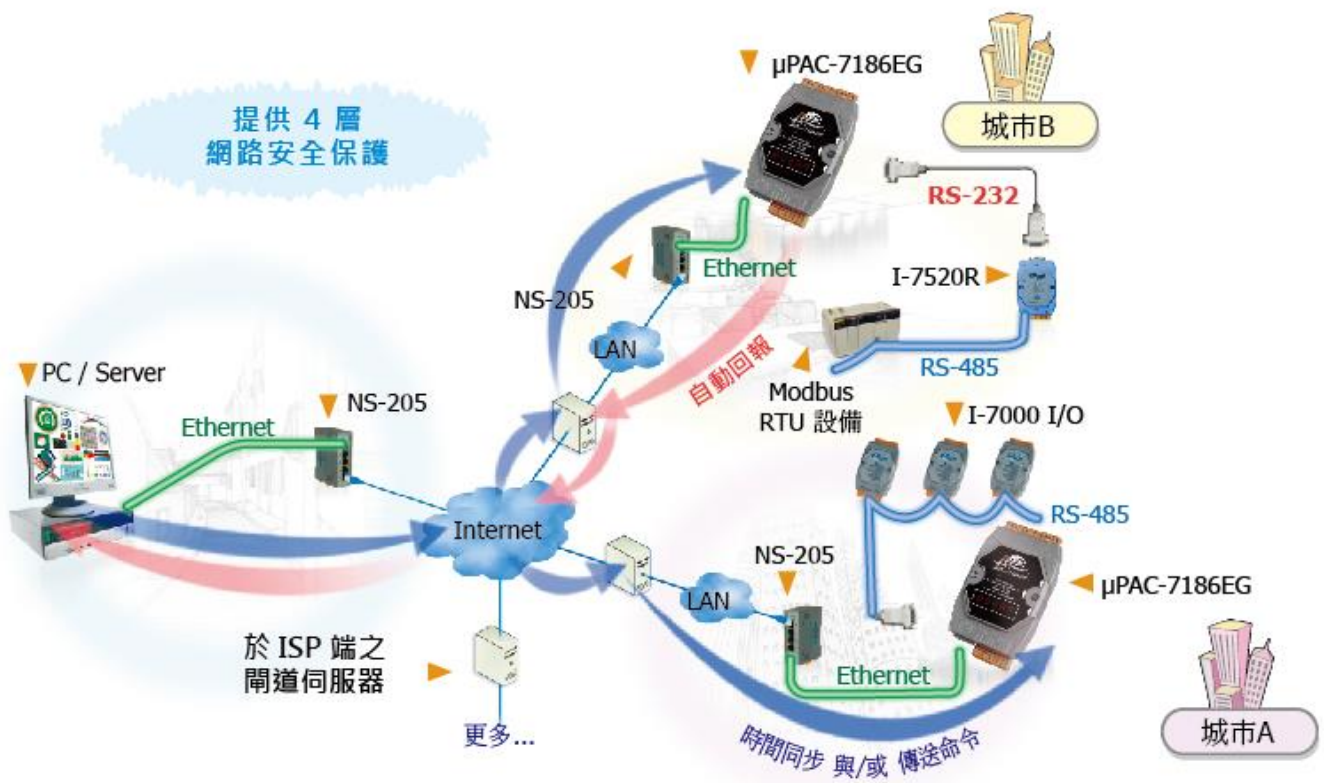 提供 4 層
網路安全保護
µPAC-7186EG
城市B
RS-232
I-7520R
Ethernet
NS-205
LAN
自動回報
RS-485
Modbus
RTU 設備
PC / Server
NS-205
Ethernet
I-7000 I/O
RS-485
Internet
NS-205
LAN
µPAC-7186EG
於 ISP 端之
閘道伺服器
Ethernet
更多...
時間同步 與/或 傳送命令
城市A